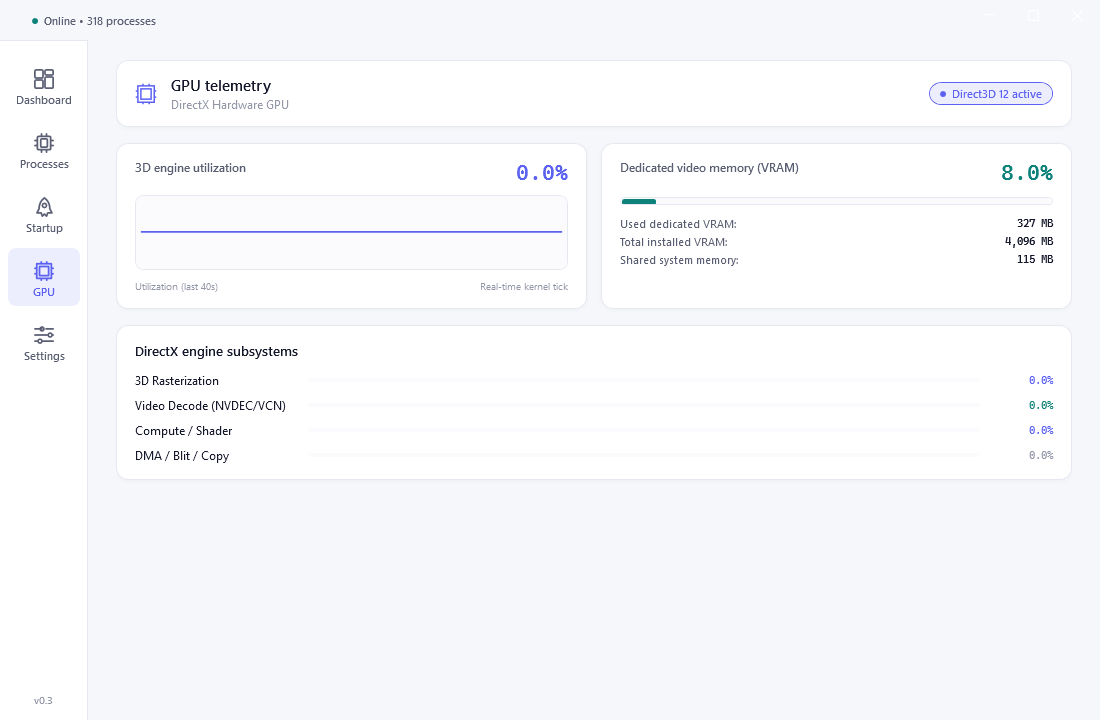 Online • 318 processes
Dashboard
Processes
Startup
GPU
Settings
v0.3
GPU telemetry
DirectX Hardware GPU
Direct3D 12 active
3D engine utilization
0.0%
Utilization (last 40s)
Real-time kernel tick
Dedicated video memory (VRAM)
8.0%
Used dedicated VRAM: 327 MB
Total installed VRAM: 4,096 MB
Shared system memory: 115 MB
DirectX engine subsystems
3D Rasterization 0.0%
Video Decode (NVDEC/VCN) 0.0%
Compute / Shader 0.0%
DMA / Blit / Copy 0.0%